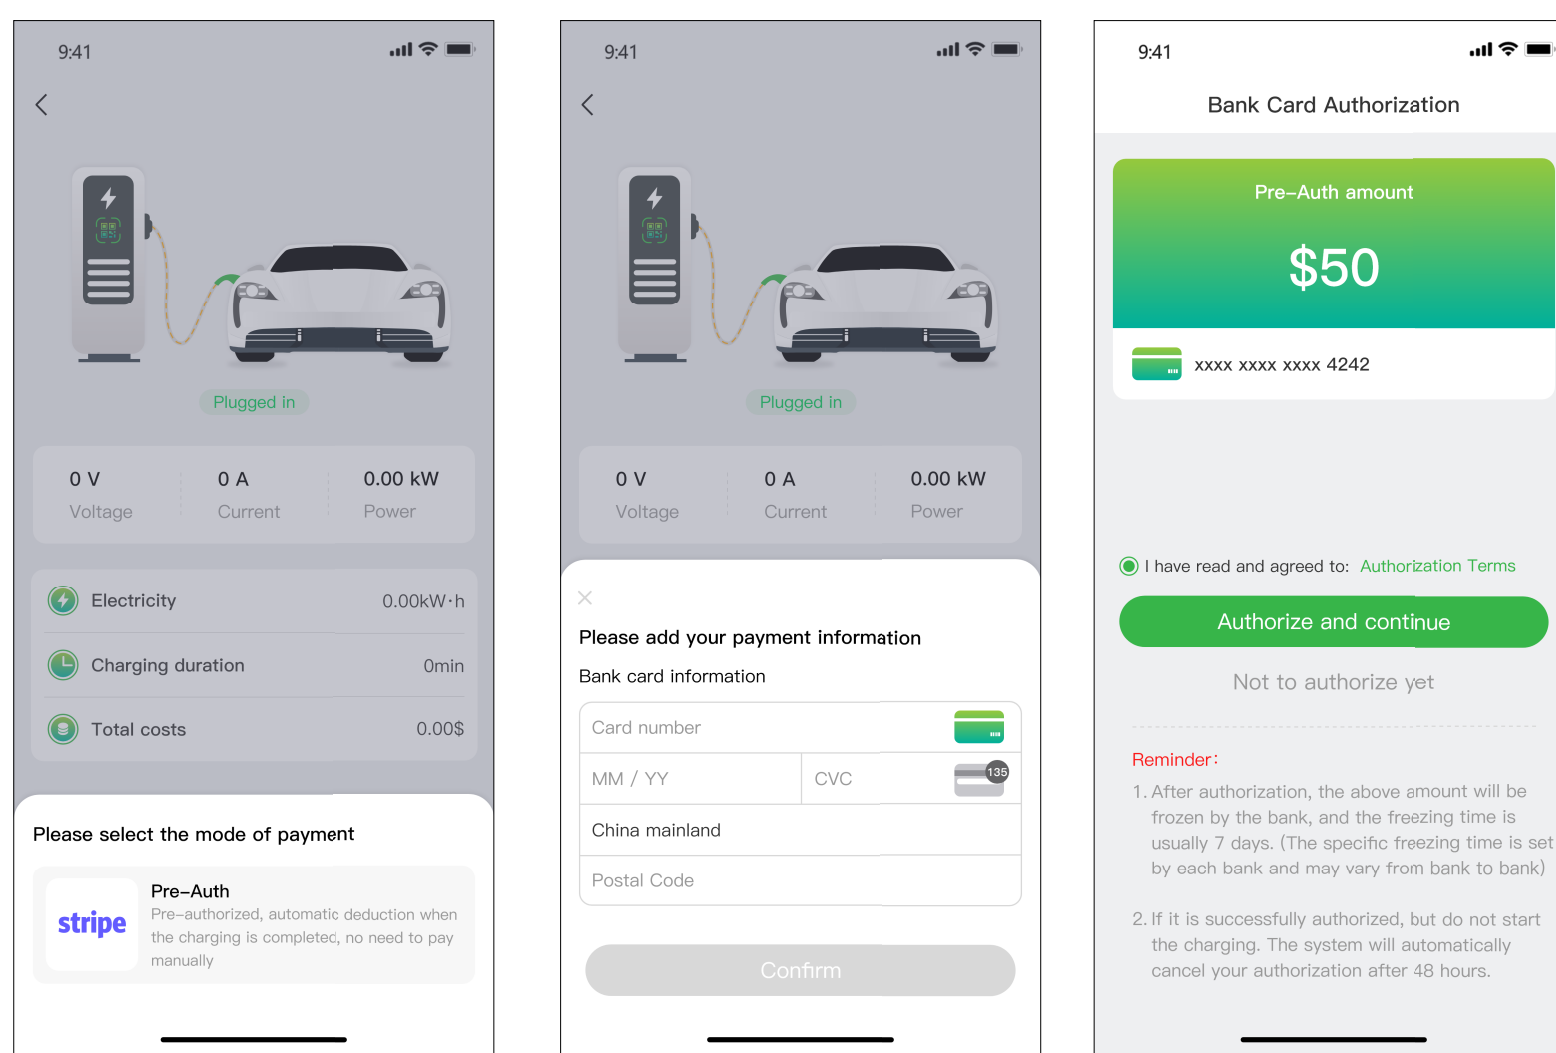 9:41
Plugged in
0 V
0 A
0.00 kW
Voltage
Current
Power
Electricity
0.00kW·h
Charging duration
0min
Total costs
0.00$
Please select the mode of payment
stripe
Pre-Auth
Pre-authorized, automatic deduction when
the charging is completed, no need to pay
manually
9:41
Plugged in
0 V
0 A
0.00 kW
Voltage
Current
Power
Please add your payment information
Bank card information
Card number
MM / YY
CVC
135
China mainland
Postal Code
Confirm
9:41
Bank Card Authorization
Pre-Auth amount
$50
xxxx xxxx xxxx 4242
I have read and agreed to: Authorization Terms
Authorize and continue
Not to authorize yet
Reminder:
1. After authorization, the above amount will be
frozen by the bank, and the freezing time is
usually 7 days. (The specific freezing time is set
by each bank and may vary from bank to bank)
2. If it is successfully authorized, but do not start
the charging. The system will automatically
cancel your authorization after 48 hours.